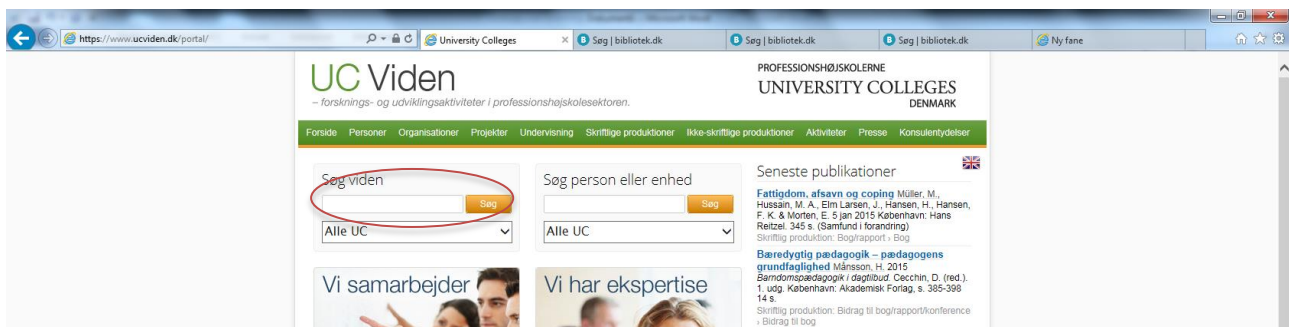 https://www.ucviden.dk/portal/
University Colleges
Søg | bibliotek.dk
Søg | bibliotek.dk
Søg | bibliotek.dk
Ny fane
UC Viden
– forsknings- og udviklingsaktiviteter i professionshøjskolesektoren.
PROFESSIONSHØJSKOLERNE
UNIVERSITY COLLEGES
DENMARK
Forside Personer Organisationer Projekter Undervisning Skriftlige produktioner Ikke-skriftlige produktioner Aktiviteter Presse Konsulentydelser
Søg viden
Søg
Alle UC
Søg person eller enhed
Søg
Alle UC
Vi samarbejder
Vi har ekspertise
Seneste publikationer
Fattigdom, afsavn og coping Müller, M.,
Hussain, M. A., Elm Larsen, J., Hansen, H., Hansen,
F. K. & Morten, E. 5 jan 2015 København: Hans
Reitzel. 345 s. (Samfund i forandring)
Skriftlig produktion: Bog/rapport › Bog
Bæredygtig pædagogik – pædagogens
grundfaglighed Månsson, H. 2015
Barndomspædagogik i dagtilbud. Cecchin, D. (red.).
1. udg. København: Akademisk Forlag, s. 385-398
14 s.
Skriftlig produktion: Bidrag til bog/rapport/konference
› Bidrag til bog